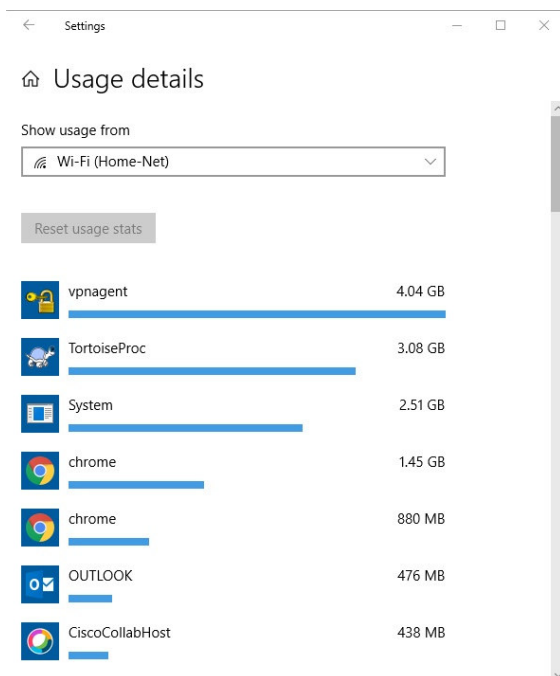 Settings
Usage details
Show usage from
Wi-Fi (Home-Net)
Reset usage stats
vpnagent 4.04 GB
TortoiseProc 3.08 GB
System 2.51 GB
chrome 1.45 GB
chrome 880 MB
OUTLOOK 476 MB
CiscoCollabHost 438 MB